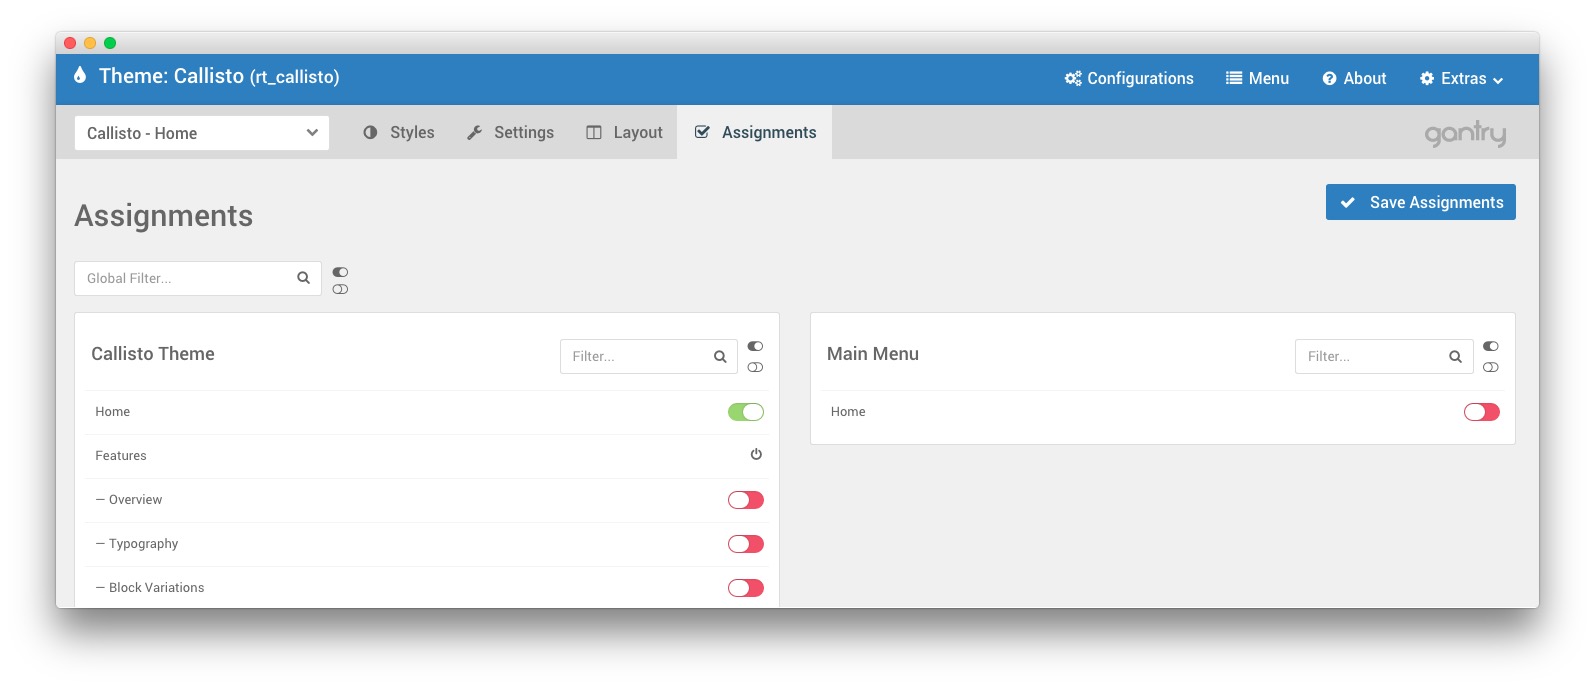 Theme: Callisto (rt_callisto)
Configurations
Menu
About
Extras
Callisto - Home
Styles
Settings
Layout
Assignments
gantry
Assignments
Save Assignments
Global Filter...
Callisto Theme
Filter...
Home
Features
— Overview
— Typography
— Block Variations
Main Menu
Filter...
Home